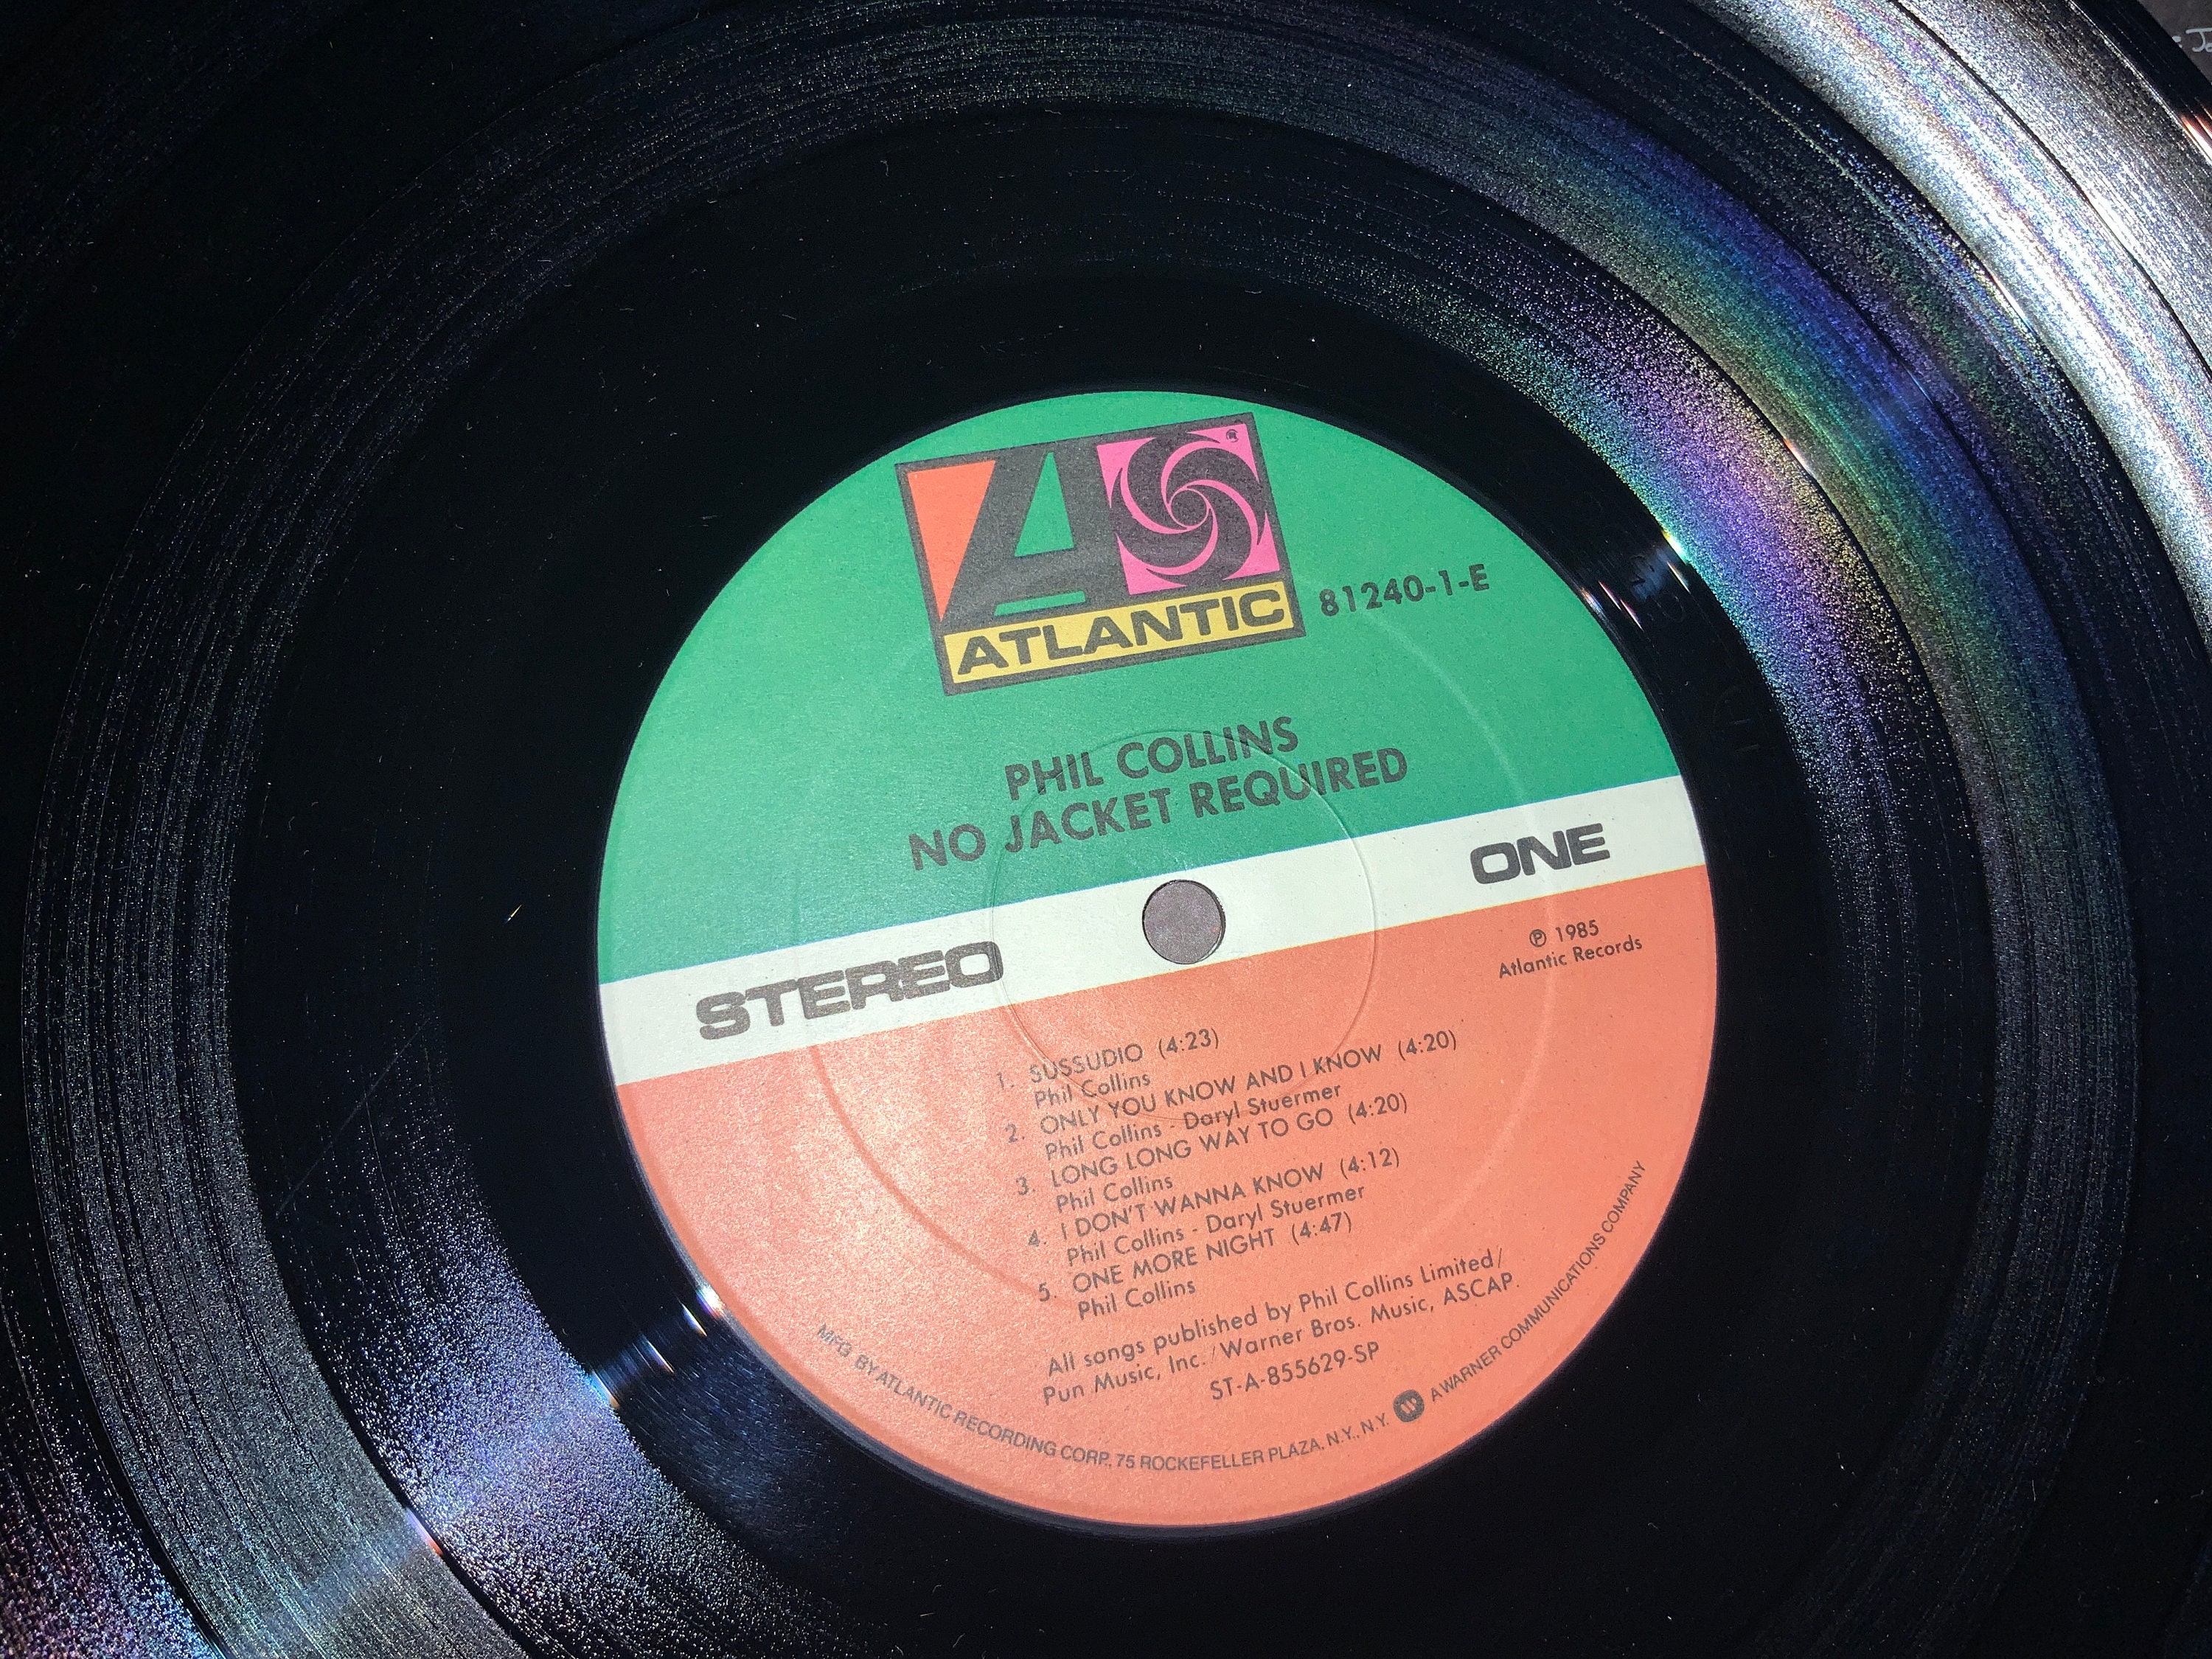 ATLANTIC
81240-1-E
PHIL COLLINS
NO JACKET REQUIRED
STEREO
ONE
℗ 1985
Atlantic Records
1. SUSSUDIO (4:23)
Phil Collins
2. ONLY YOU KNOW AND I KNOW (4:20)
Phil Collins - Daryl Stuermer
3. LONG LONG WAY TO GO (4:20)
Phil Collins
4. I DON'T WANNA KNOW (4:12)
Phil Collins - Daryl Stuermer
5. ONE MORE NIGHT (4:47)
Phil Collins
All songs published by Phil Collins Limited/
Pun Music, Inc./Warner Bros. Music, ASCAP.
ST-A-855629-SP
MFG. BY ATLANTIC RECORDING CORP., 75 ROCKEFELLER PLAZA, N.Y., N.Y. A WARNER COMMUNICATIONS COMPANY